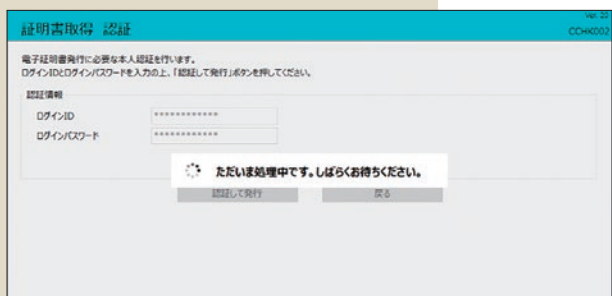 Ver. 20
証明書取得 認証
CCHK002
電子証明書発行に必要な本人認証を行います。
ログインIDとログインパスワードを入力の上、「認証して発行」ボタンを押してください。
認証情報
ログインID
************
ログインパスワード
************
ただいま処理中です。しばらくお待ちください。
認証して発行
戻る